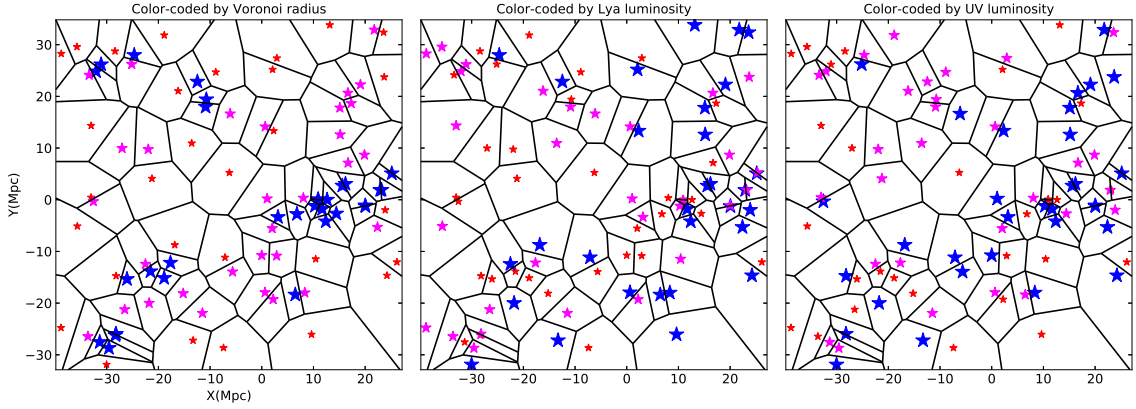 Color-coded by Voronoi radius
Color-coded by Lya luminosity
Color-coded by UV luminosity
30
20
10
0
−10
−20
−30
Y(Mpc)
−30 −20 −10 0 10 20
−30 −20 −10 0 10 20
−30 −20 −10 0 10 20
X(Mpc)